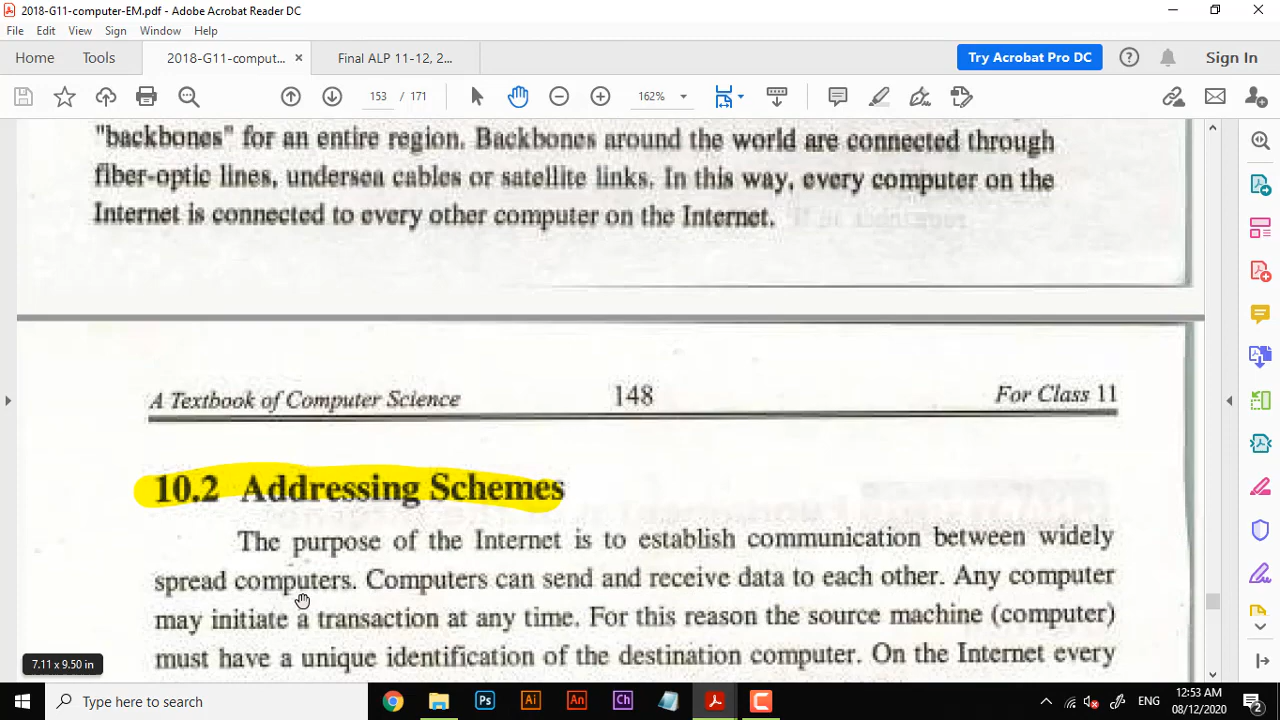 2018-G11-computer-EM.pdf - Adobe Acrobat Reader DC
File Edit View Sign Window Help
Home Tools 2018-G11-comput... × Final ALP 11-12, 2... Try Acrobat Pro DC Sign In
153 / 171 162%
"backbones" for an entire region. Backbones around the world are connected through
fiber-optic lines, undersea cables or satellite links. In this way, every computer on the
Internet is connected to every other computer on the Internet.
A Textbook of Computer Science 148 For Class 11
10.2 Addressing Schemes
The purpose of the Internet is to establish communication between widely
spread computers. Computers can send and receive data to each other. Any computer
may initiate a transaction at any time. For this reason the source machine (computer)
must have a unique identification of the destination computer. On the Internet every
7.11 x 9.50 in
Type here to search Ps Ai An Ch ENG 12:53 AM
08/12/2020 2